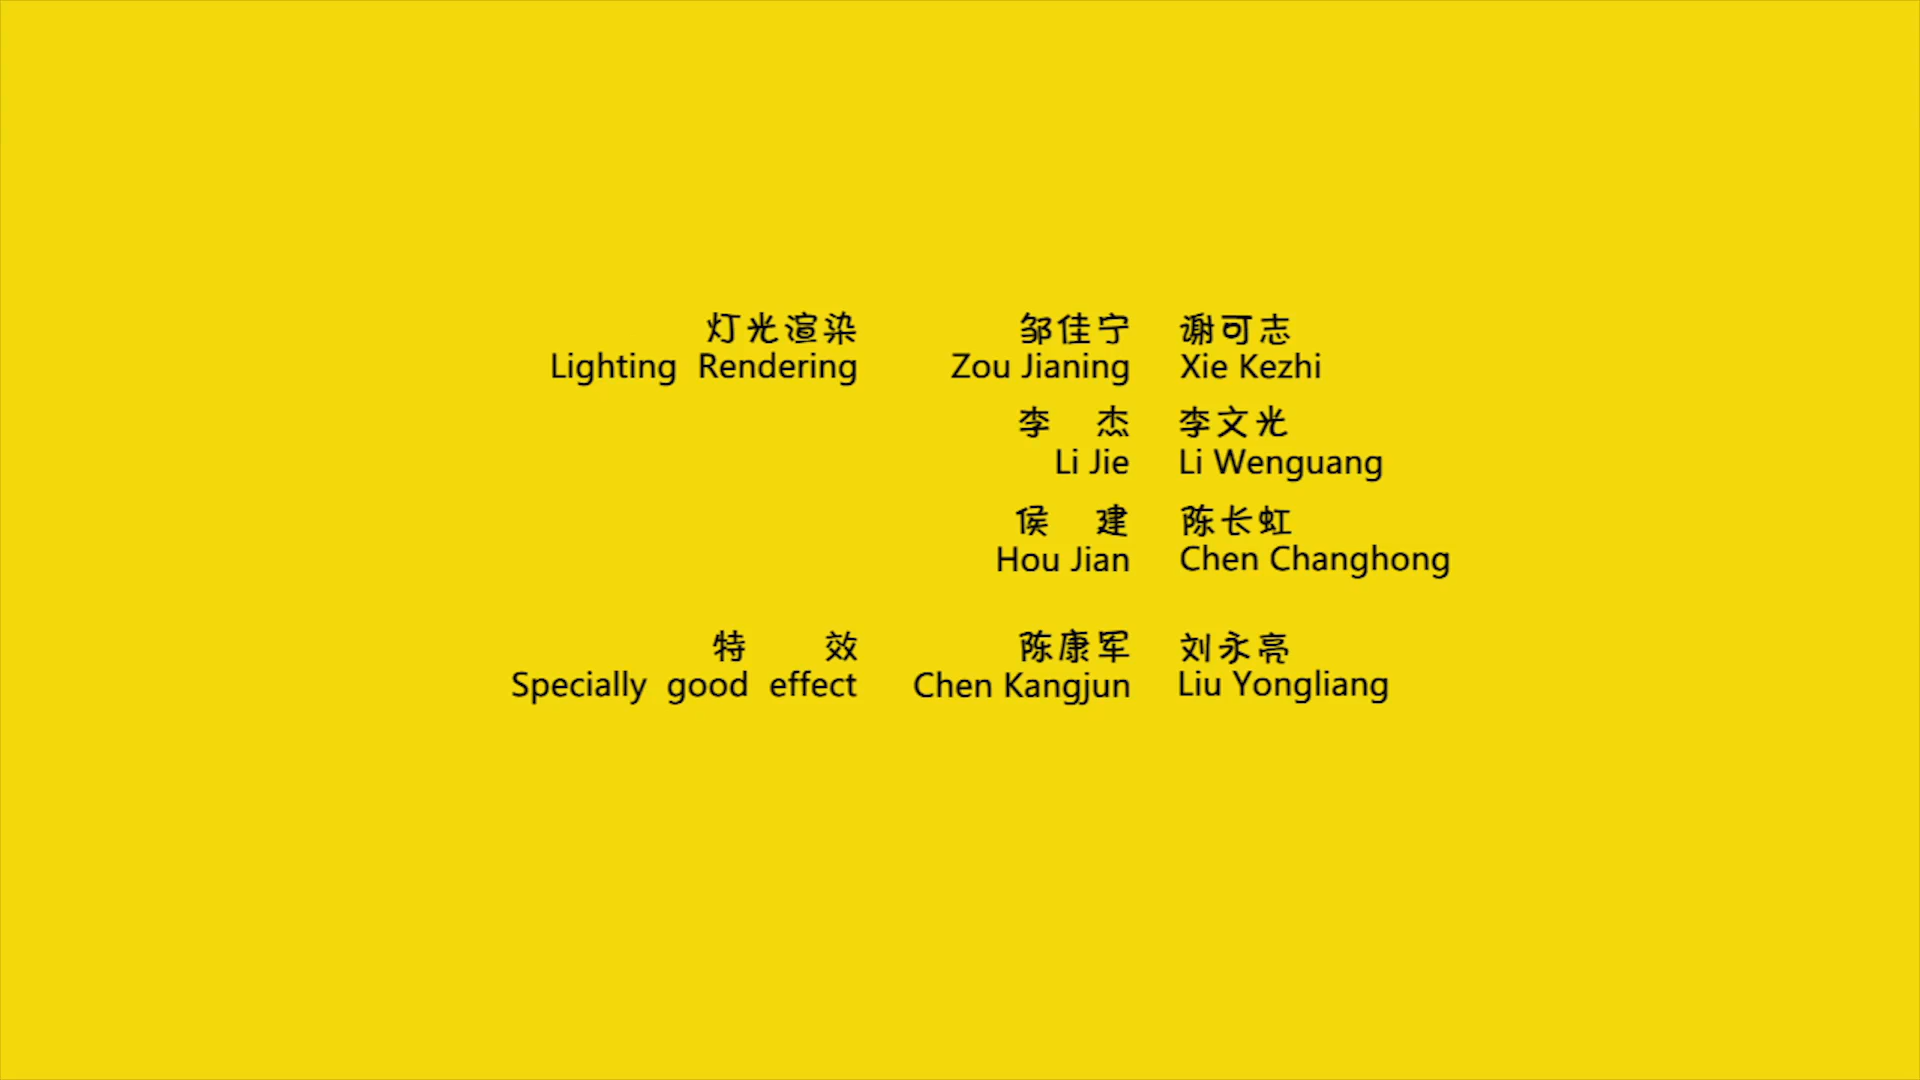 灯光渲染 邹佳宁 谢可志
Lighting Rendering Zou Jianing Xie Kezhi
李 杰 李文光
Li Jie Li Wenguang
侯 建 陈长虹
Hou Jian Chen Changhong
特 效 陈康军 刘永亮
Specially good effect Chen Kangjun Liu Yongliang